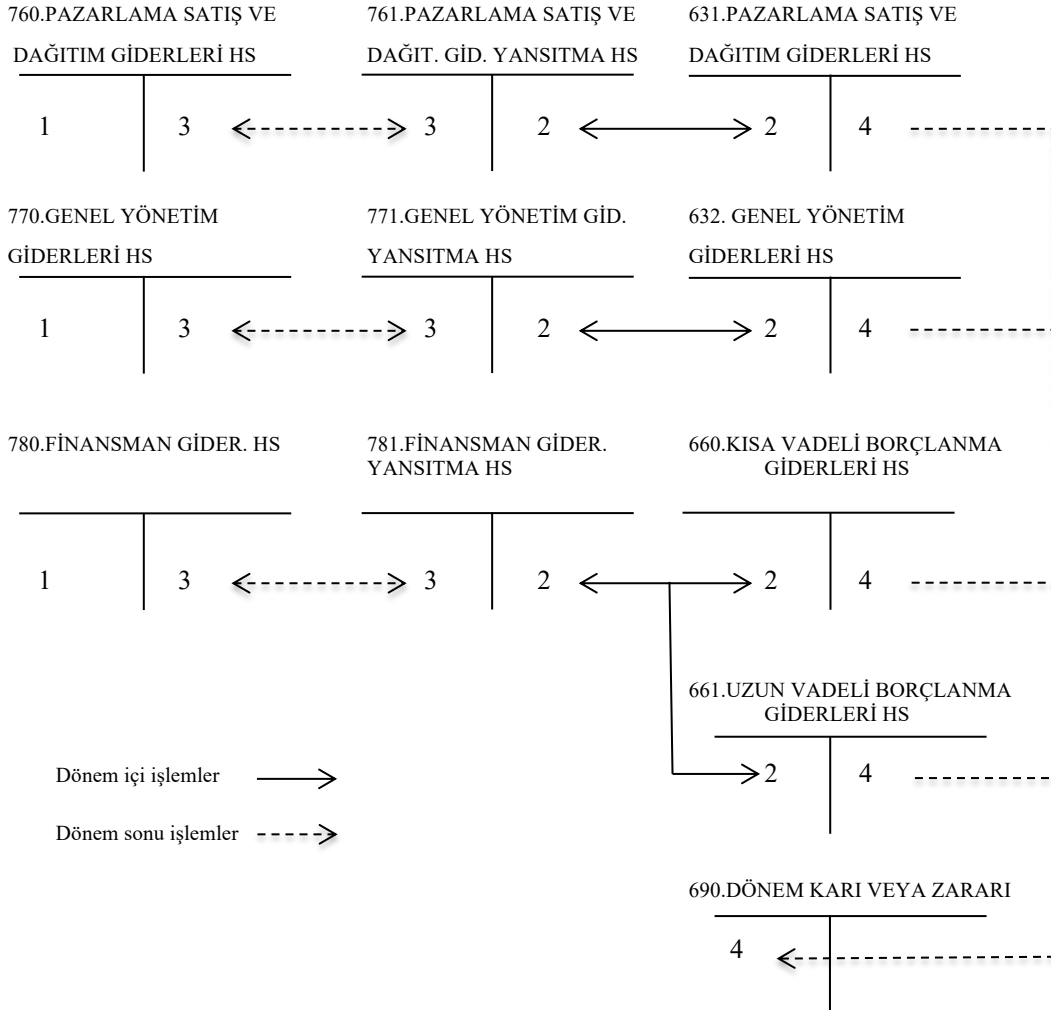 760.PAZARLAMA SATIŞ VE
DAĞITIM GİDERLERİ HS
761.PAZARLAMA SATIŞ VE
DAĞIT. GİD. YANSITMA HS
631.PAZARLAMA SATIŞ VE
DAĞITIM GİDERLERİ HS
1 3 3 2 2 4
770.GENEL YÖNETİM
GİDERLERİ HS
771.GENEL YÖNETİM GİD.
YANSITMA HS
632. GENEL YÖNETİM
GİDERLERİ HS
1 3 3 2 2 4
780.FİNANSMAN GİDER. HS
781.FİNANSMAN GİDER.
YANSITMA HS
660.KISA VADELİ BORÇLANMA
GİDERLERİ HS
1 3 3 2 2 4
661.UZUN VADELİ BORÇLANMA
GİDERLERİ HS
2 4
Dönem içi işlemler
Dönem sonu işlemler
690.DÖNEM KARI VEYA ZARARI
4